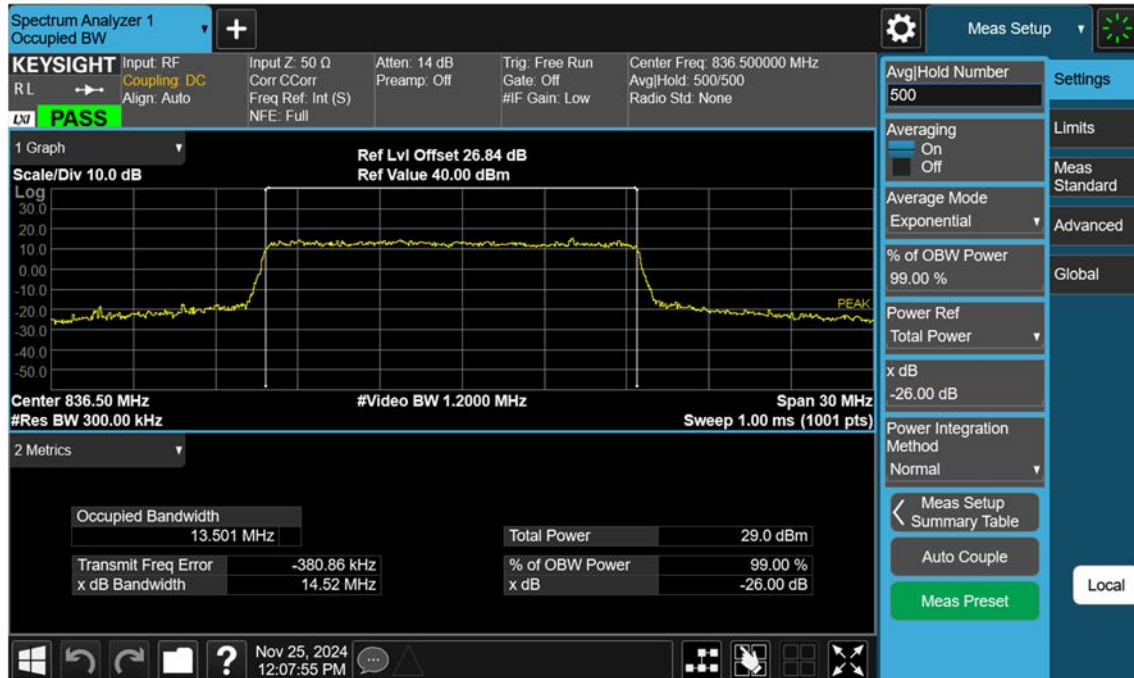 Spectrum Analyzer 1
Occupied BW
Meas Setup
KEYSIGHT
RL
LXI
PASS
Input: RF
Coupling: DC
Align: Auto
Input Z: 50 Ω
Corr CCorr
Freq Ref: Int (S)
NFE: Full
Atten: 14 dB
Preamp: Off
Trig: Free Run
Gate: Off
#IF Gain: Low
Center Freq: 836.500000 MHz
Avg|Hold: 500/500
Radio Std: None
1 Graph
Scale/Div 10.0 dB
Ref Lvl Offset 26.84 dB
Ref Value 40.00 dBm
Log
30.0
20.0
10.0
0.00
-10.0
-20.0
-30.0
-40.0
-50.0
PEAK
Center 836.50 MHz
#Video BW 1.2000 MHz
Span 30 MHz
#Res BW 300.00 kHz
Sweep 1.00 ms (1001 pts)
2 Metrics
Occupied Bandwidth
13.501 MHz
Total Power 29.0 dBm
Transmit Freq Error -380.86 kHz
% of OBW Power 99.00 %
x dB Bandwidth 14.52 MHz
x dB -26.00 dB
Avg|Hold Number
500
Averaging
On
Off
Average Mode
Exponential
% of OBW Power
99.00 %
Power Ref
Total Power
x dB
-26.00 dB
Power Integration
Method
Normal
Meas Setup
Summary Table
Auto Couple
Meas Preset
Settings
Limits
Meas
Standard
Advanced
Global
Local
?
Nov 25, 2024
12:07:55 PM